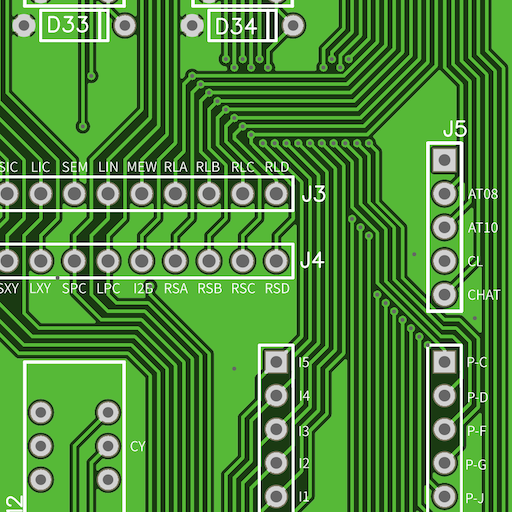 D33 D34
J5
SIC LIC SEM LIN MEW RLA RLB RLC RLD
J3
AT08
AT10
J4
CL
SXY LXY SPC LPC I2E RSA RSB RSC RSD
CHAT
I5
P-C
I4
P-D
I3
P-F
CY
I2
P-G
I1
P-J